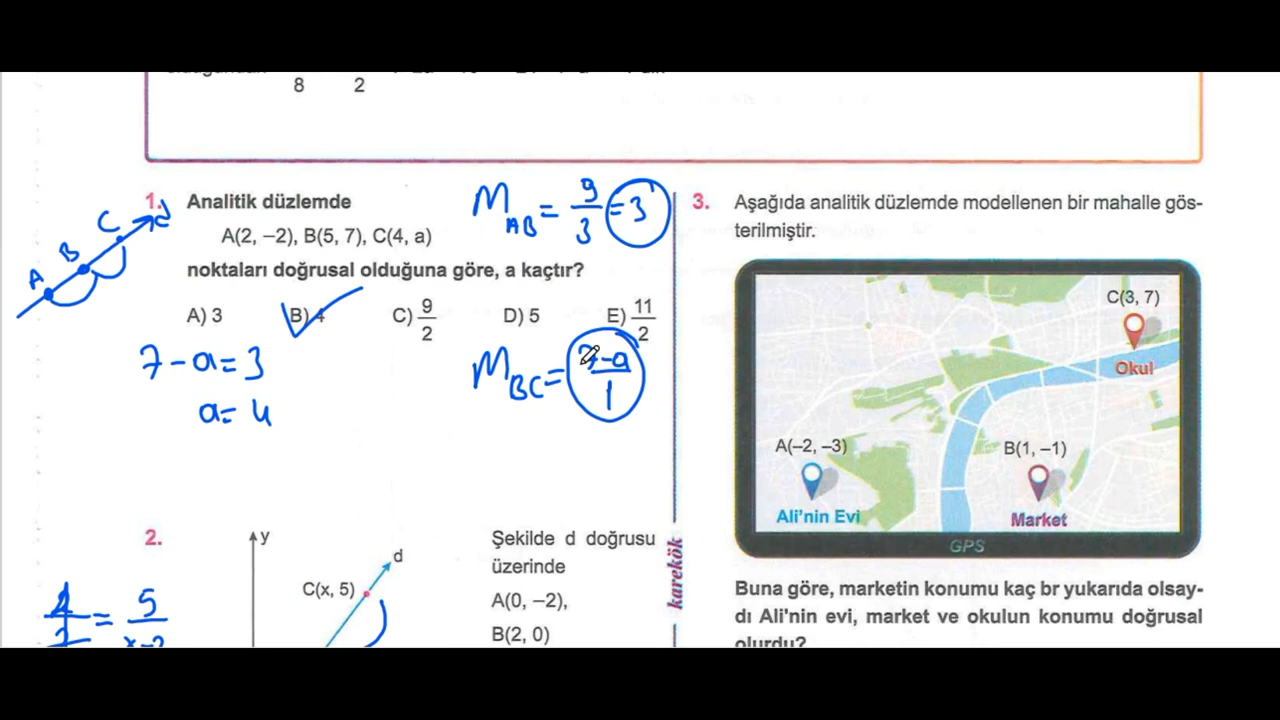 8 2
1. Analitik düzlemde
A(2, –2), B(5, 7), C(4, a)
noktaları doğrusal olduğuna göre, a kaçtır?
A) 3 B) 4 C) 9/2 D) 5 E) 11/2
A B C d
M AB = 9/3 = 3
7 - a = 3
a = 4
M BC = 7-a/1
2.
y
d
C(x, 5)
Şekilde d doğrusu
üzerinde
A(0, –2),
B(2, 0)
= 5
karekök
3. Aşağıda analitik düzlemde modellenen bir mahalle gös-
terilmiştir.
C(3, 7)
Okul
A(–2, –3)
Ali'nin Evi
B(1, –1)
Market
GPS
Buna göre, marketin konumu kaç br yukarıda olsay-
dı Ali'nin evi, market ve okulun konumu doğrusal
olurdu?